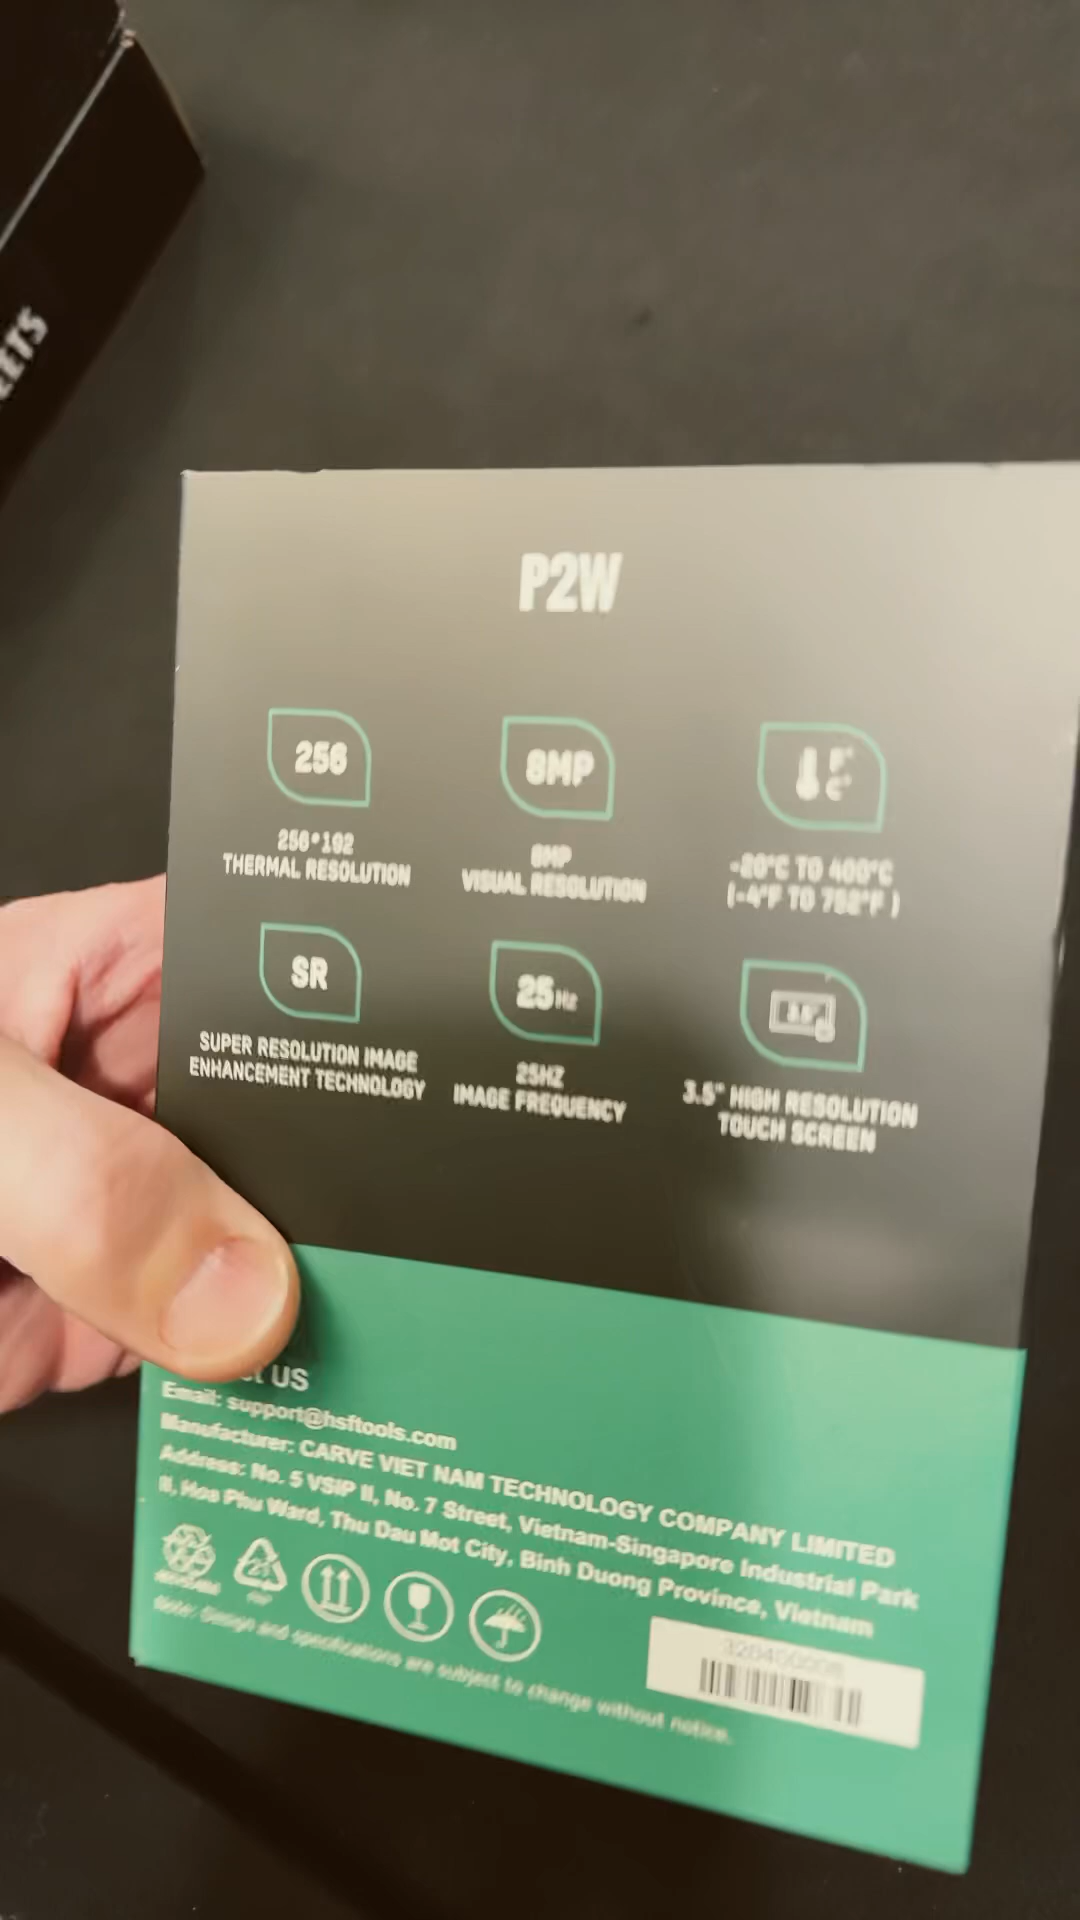 P2W
256
8MP
F°
C°
256*192
THERMAL RESOLUTION
8MP
VISUAL RESOLUTION
-20°C TO 400°C
(-4°F TO 752°F )
SR
25Hz
3.5"
SUPER RESOLUTION IMAGE
ENHANCEMENT TECHNOLOGY
25HZ
IMAGE FREQUENCY
3.5" HIGH RESOLUTION
TOUCH SCREEN
US
Email: support@hsftools.com
Manufacturer: CARVE VIET NAM TECHNOLOGY COMPANY LIMITED
Address: No. 5 VSIP II, No. 7 Street, Vietnam-Singapore Industrial Park
II, Hoa Phu Ward, Thu Dau Mot City, Binh Duong Province, Vietnam
Note: Design and specifications are subject to change without notice.